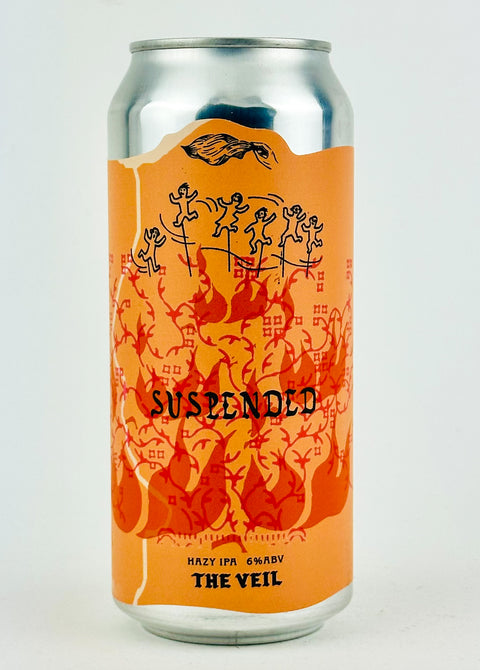 SUSPENDED
HAZY IPA 6%ABV
THE VEIL